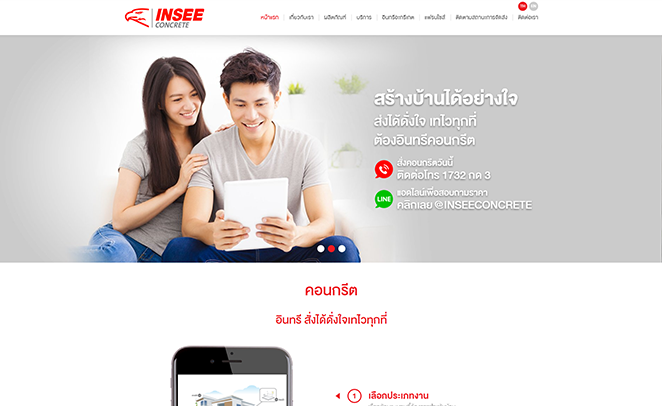 INSEE
CONCRETE
TH EN
หน้าแรก เกี่ยวกับเรา ผลิตภัณฑ์ บริการ อินทรีอะกรีเกต แฟรนไชส์ ติดตามสถานะการจัดส่ง ติดต่อเรา
สร้างบ้านได้อย่างใจ
ส่งได้ดั่งใจ เทไวทุกที่
ต้องอินทรีคอนกรีต
สั่งคอนกรีตวันนี้
ติดต่อโทร 1732 กด 3
LINE
แอดไลน์เพื่อสอบถามราคา
คลิกเลย @INSEECONCRETE
คอนกรีต
อินทรี สั่งได้ดั่งใจเทไวทุกที่
1 เลือกประเภทงาน